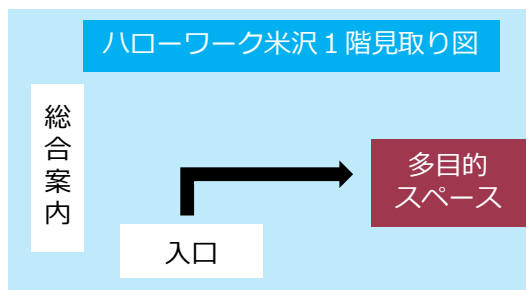 ハローワーク米沢１階見取り図
総合案内
多目的
スペース
入口